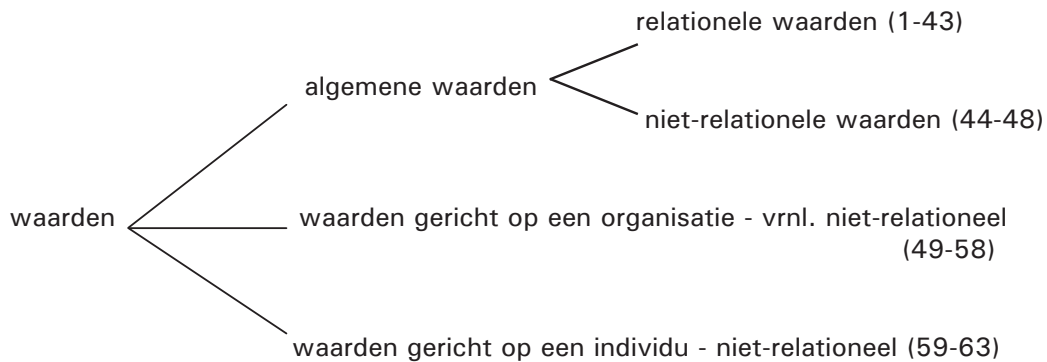 relationele waarden (1-43)
algemene waarden
niet-relationele waarden (44-48)
waarden
waarden gericht op een organisatie - vrnl. niet-relationeel
(49-58)
waarden gericht op een individu - niet-relationeel (59-63)